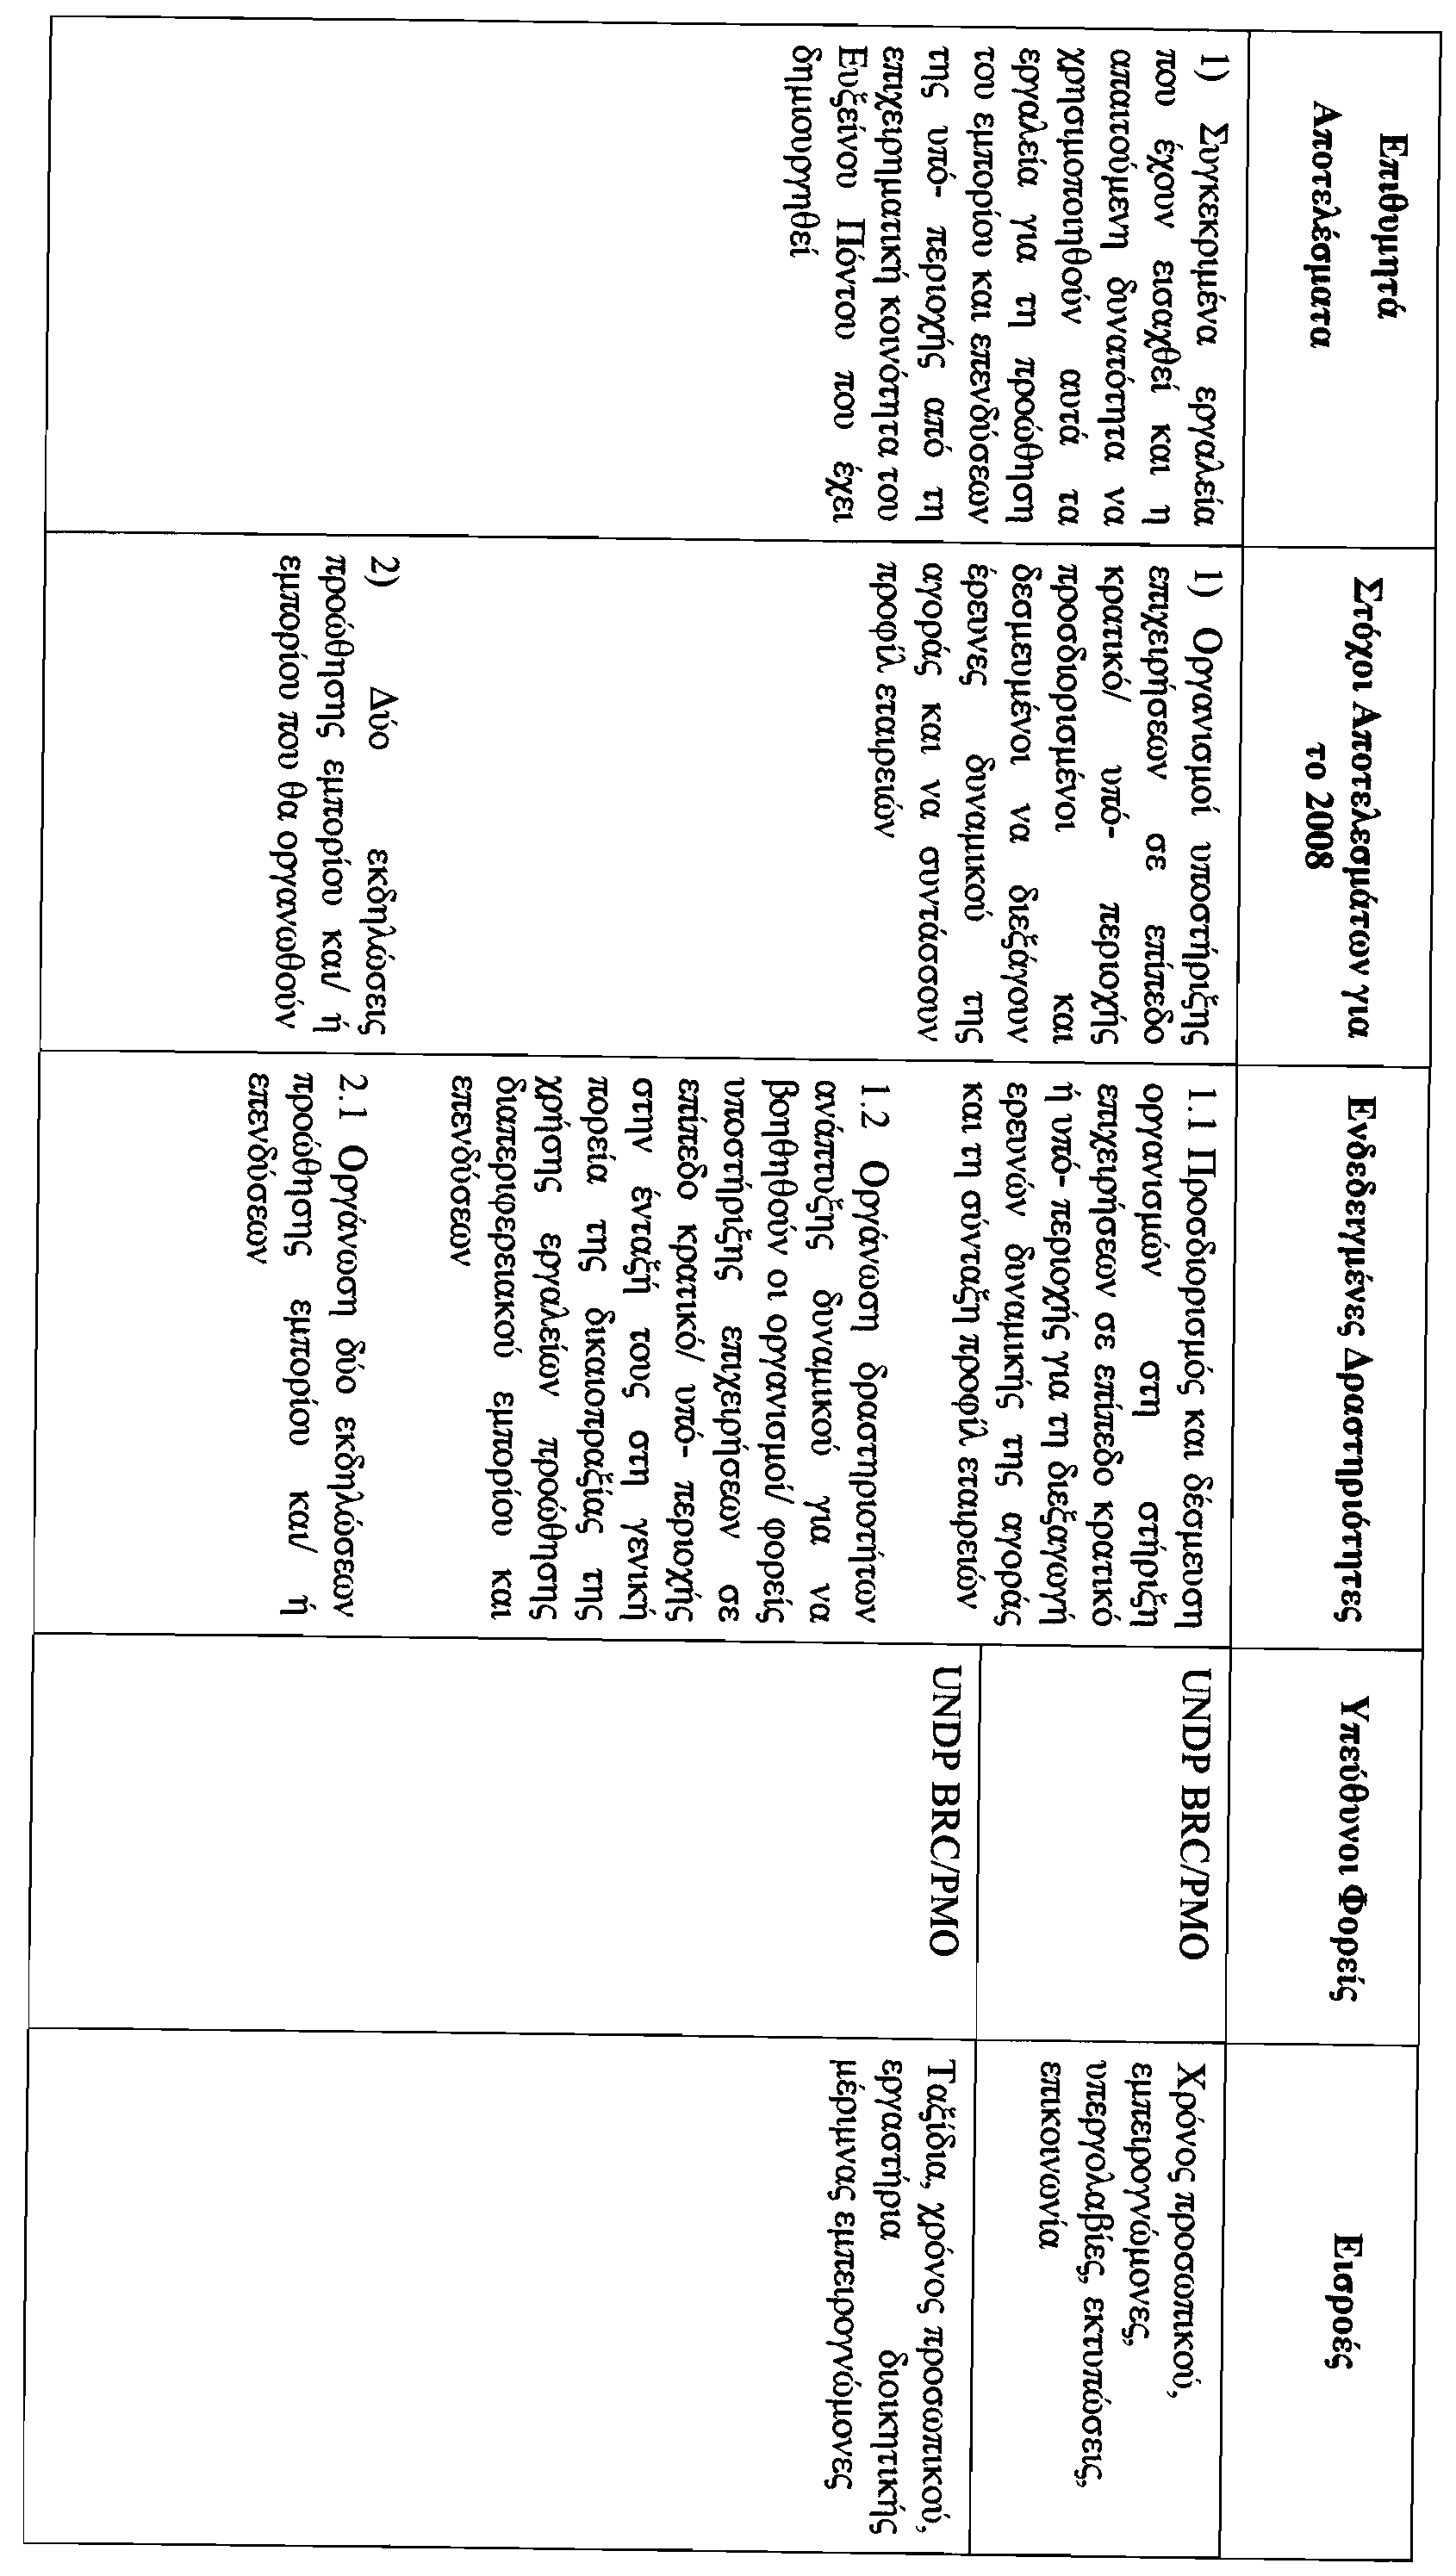 Επιθυμητά
Αποτελέσματα
Στόχοι Αποτελεσμάτων για
το 2008
Ενδεδειγμένες Δραστηριότητες
Υπεύθυνοι Φορείς
Εισροές
1) Συγκεκριμένα εργαλεία
που έχουν εισαχθεί και η
απαιτούμενη δυνατότητα να
χρησιμοποιηθούν αυτά τα
εργαλεία για τη προώθηση
του εμπορίου και επενδύσεων
της υπό- περιοχής από τη
επιχειρηματική κοινότητα του
Ευξείνου Πόντου που έχει
δημιουργηθεί
1) Οργανισμοί υποστήριξης
επιχειρήσεων σε επίπεδο
κρατικό/ υπό- περιοχής
προσδιορισμένοι και
δεσμευμένοι να διεξάγουν
έρευνες δυναμικού της
αγοράς και να συντάσσουν
προφίλ εταιρειών
2) Δύο εκδηλώσεις
προώθησης εμπορίου και/ ή
εμπορίου που θα οργανωθούν
1.1 Προσδιορισμός και δέσμευση
οργανισμών στη στήριξη
επιχειρήσεων σε επίπεδο κρατικό
ή υπό- περιοχής για τη διεξαγωγή
ερευνών δυναμικής της αγοράς
και τη σύνταξη προφίλ εταιρειών
1.2 Οργάνωση δραστηριοτήτων
ανάπτυξης δυναμικού για να
βοηθηθούν οι οργανισμοί/ φορείς
υποστήριξης επιχειρήσεων σε
επίπεδο κρατικό/ υπό- περιοχής
στην ένταξή τους στη γενική
πορεία της δικαιοπραξίας της
χρήσης εργαλείων προώθησης
διαπεριφερειακού εμπορίου και
επενδύσεων
2.1 Οργάνωση δύο εκδηλώσεων
προώθησης εμπορίου και/ ή
επενδύσεων
UNDP BRC/PMO
UNDP BRC/PMO
Χρόνος προσωπικού,
εμπειρογνώμονες,
υπεργολαβίες, εκτυπώσεις,
επικοινωνία
Ταξίδια, χρόνος προσωπικού,
εργαστήρια διοικητικής
μέριμνας εμπειρογνώμονες